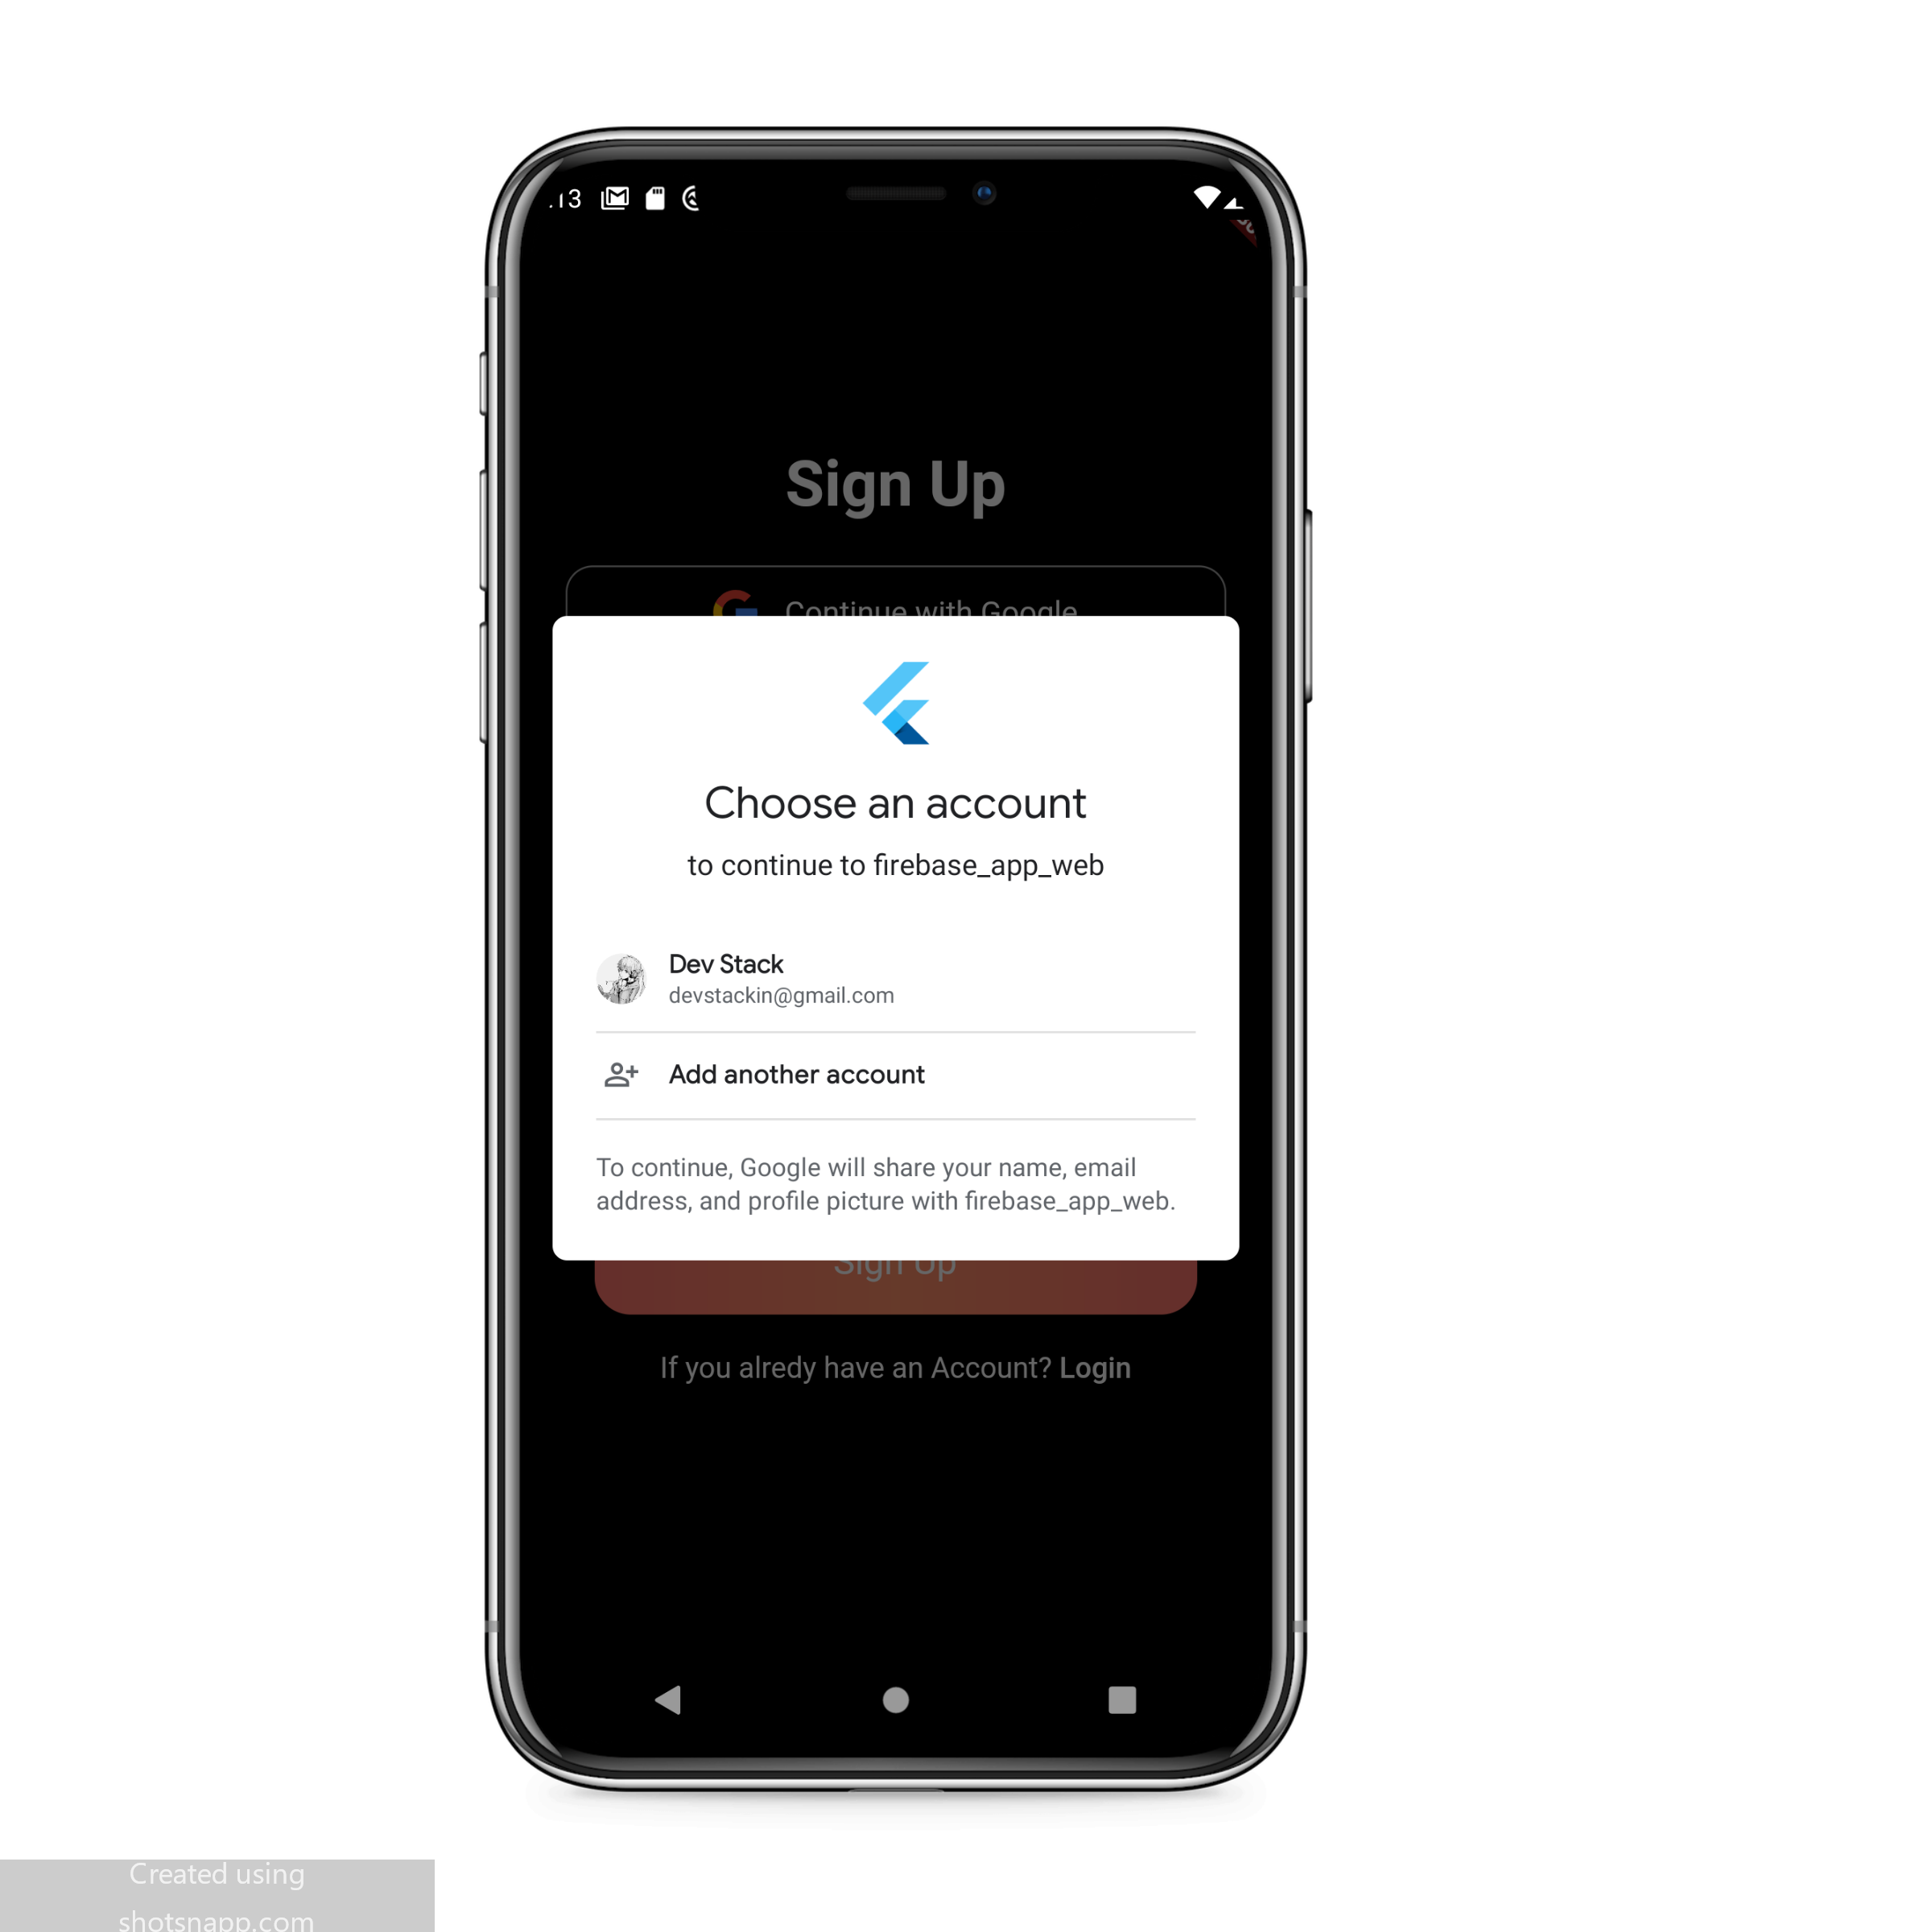 13
Sign Up
Continue with Google
Choose an account
to continue to firebase_app_web
Dev Stack
devstackin@gmail.com
Add another account
To continue, Google will share your name, email
address, and profile picture with firebase_app_web.
Sign Up
If you alredy have an Account? Login
Created using
shotsnapp.com